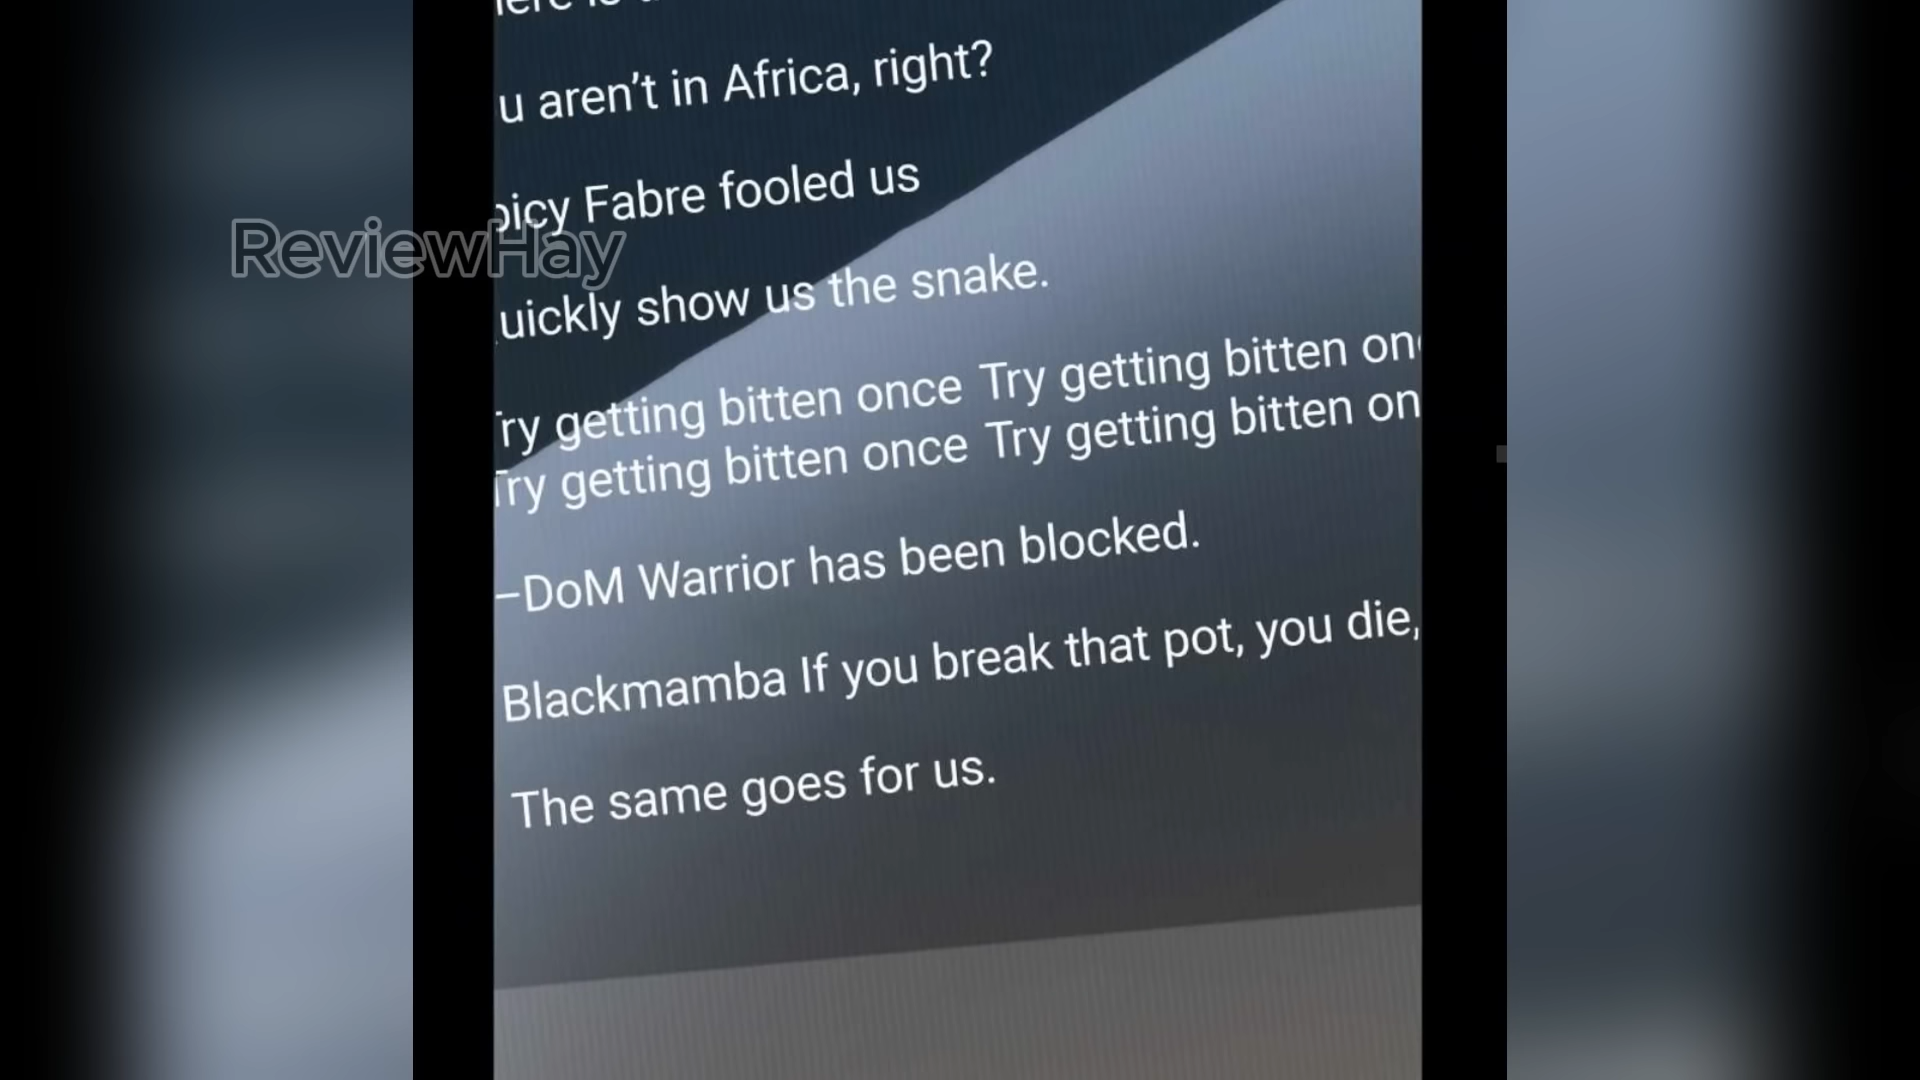 u aren't in Africa, right?
picy Fabre fooled us
ReviewHay
uickly show us the snake.
Try getting bitten once Try getting bitten on
Try getting bitten once Try getting bitten on
–DoM Warrior has been blocked.
Blackmamba If you break that pot, you die,
The same goes for us.